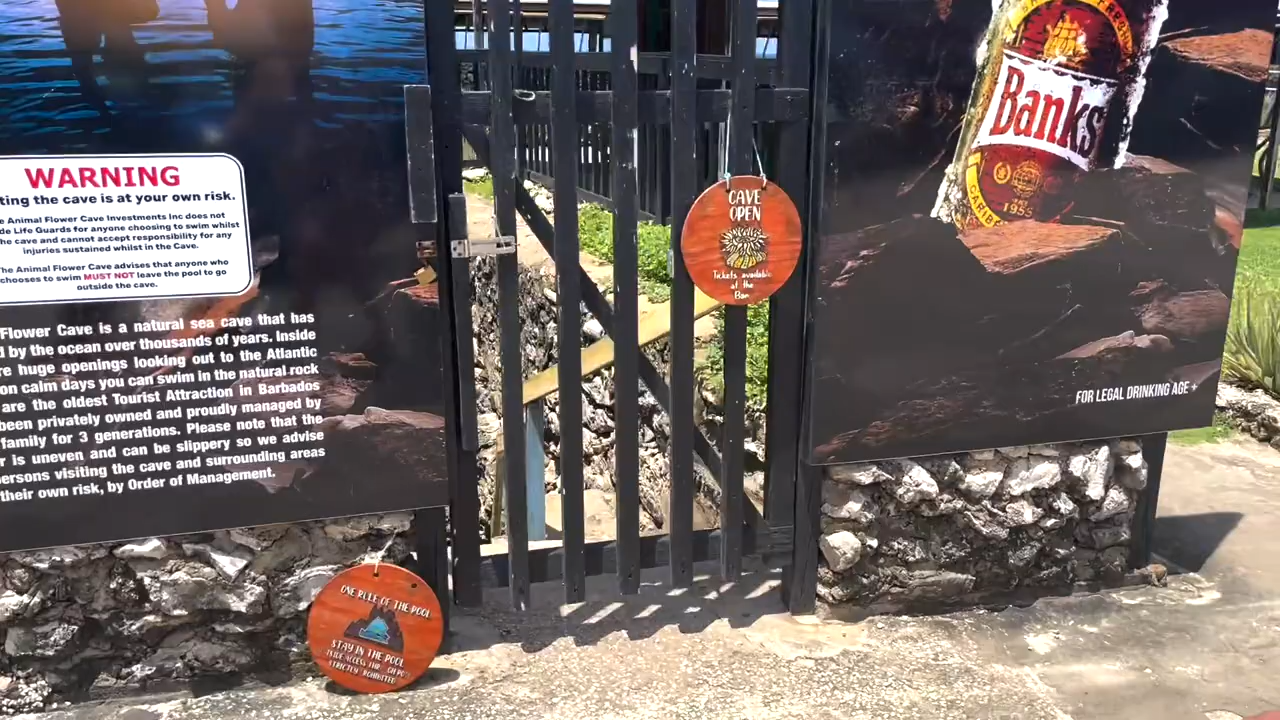 WARNING
ting the cave is at your own risk.
e Animal Flower Cave Investments Inc does not
de Life Guards for anyone choosing to swim whilst
he cave and cannot accept responsibility for any
injuries sustained whilst in the Cave.
The Animal Flower Cave advises that anyone who
chooses to swim MUST NOT leave the pool to go
outside the cave.
Flower Cave is a natural sea cave that has
d by the ocean over thousands of years. Inside
re huge openings looking out to the Atlantic
on calm days you can swim in the natural rock
are the oldest Tourist Attraction in Barbados
been privately owned and proudly managed by
family for 3 generations. Please note that the
r is uneven and can be slippery so we advise
ersons visiting the cave and surrounding areas
their own risk, by Order of Management.
ONE RULE OF THE POOL
STAY IN THE POOL
STRICTLY PROHIBITED
CAVE
OPEN
Tickets available
at the
Bar
Banks
1955
CARIBE
FOR LEGAL DRINKING AGE +